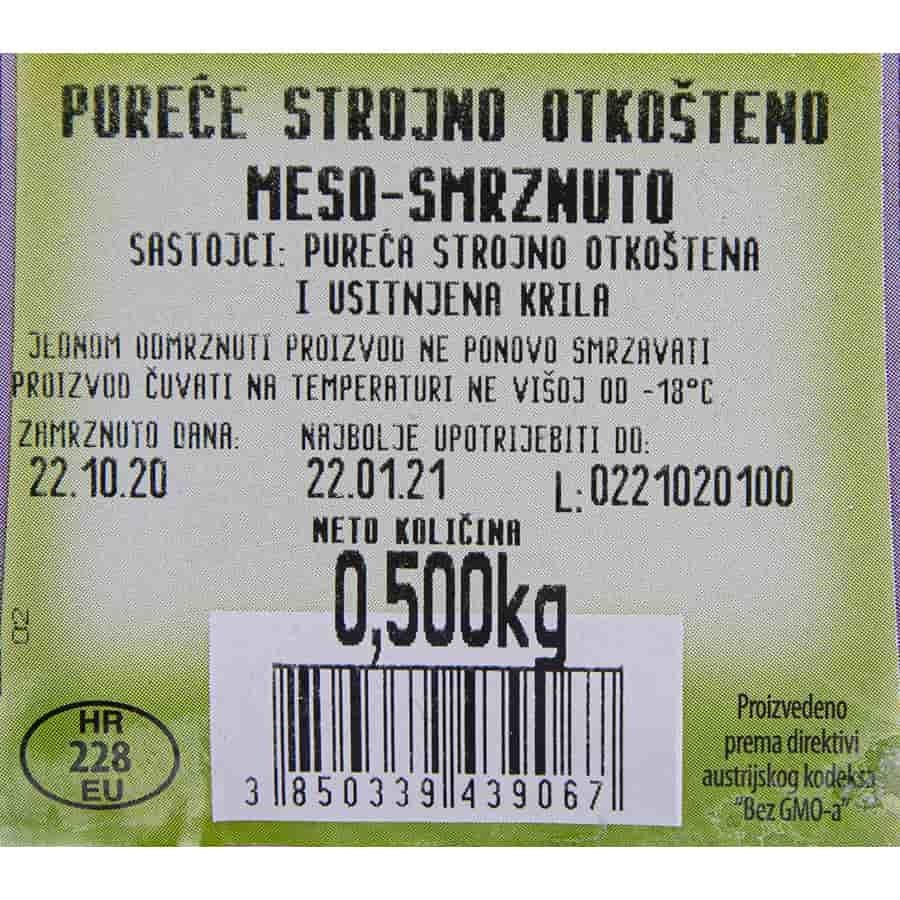 PUREĆE STROJNO OTKOŠTENO
MESO-SMRZNUTO
SASTOJCI: PUREĆA STROJNO OTKOŠTENA
I USITNJENA KRILA
JEDNOM ODMRZNUTI PROIZVOD NE PONOVO SMRZAVATI
PROIZVOD ČUVATI NA TEMPERATURI NE VIŠOJ OD -18°C
ZAMRZNUTO DANA: NAJBOLJE UPOTRIJEBITI DO:
22.10.20 22.01.21 L:0221020100
NETO KOLIČINA
0,500kg
02
HR
228
EU
3 850339 439067
Proizvedeno
prema direktivi
austrijskog kodeksa
"Bez GMO-a"